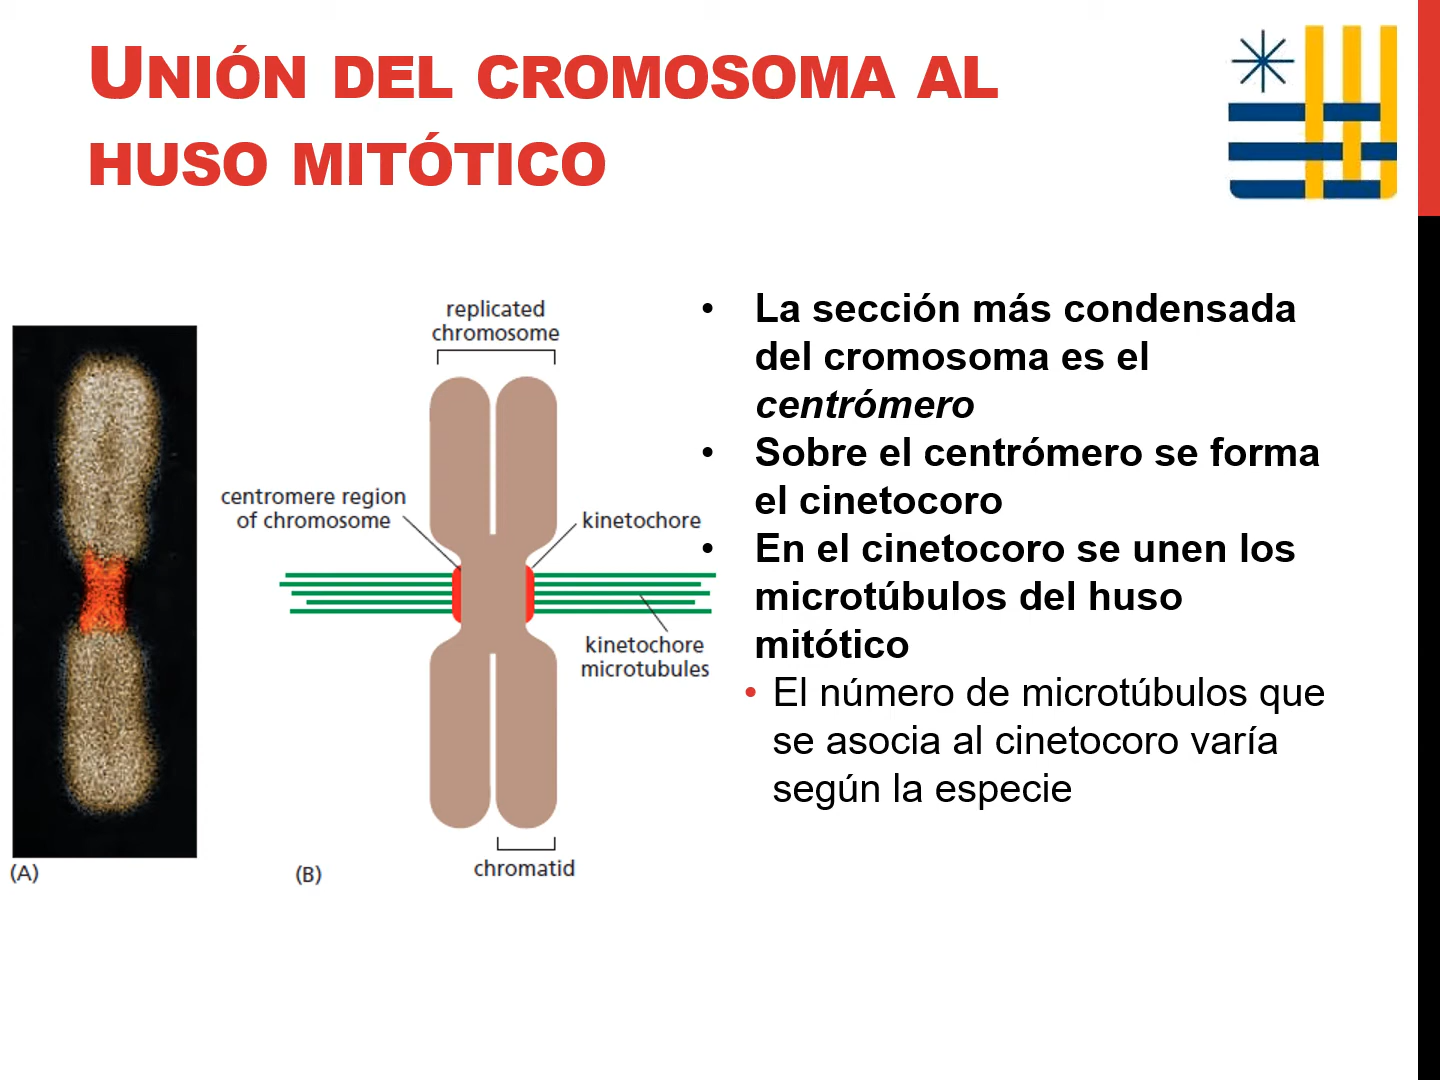 UNIÓN DEL CROMOSOMA AL
HUSO MITÓTICO
replicated
chromosome
centromere region
of chromosome
kinetochore
kinetochore
microtubules
chromatid
(A)
(B)
• La sección más condensada
del cromosoma es el
centrómero
• Sobre el centrómero se forma
el cinetocoro
• En el cinetocoro se unen los
microtúbulos del huso
mitótico
• El número de microtúbulos que
se asocia al cinetocoro varía
según la especie